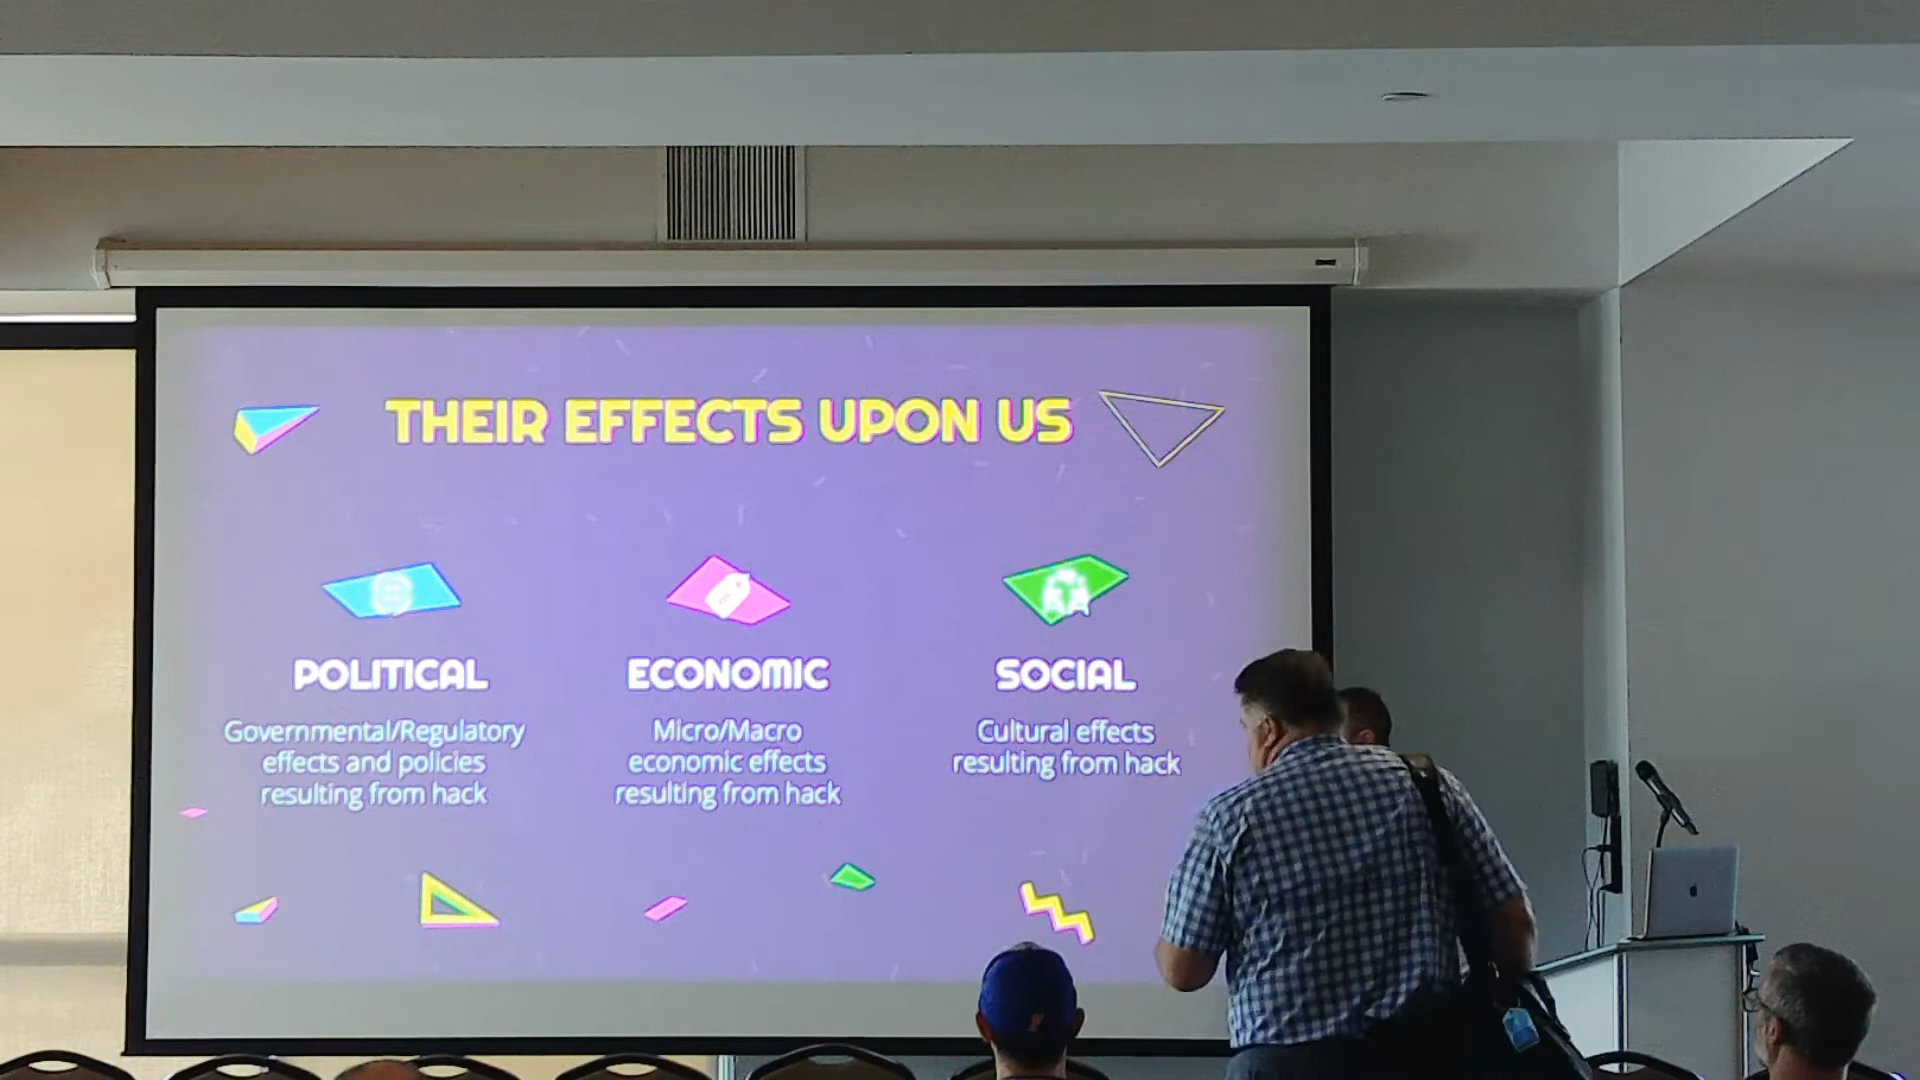 THEIR EFFECTS UPON US
POLITICAL
Governmental/Regulatory
effects and policies
resulting from hack
ECONOMIC
Micro/Macro
economic effects
resulting from hack
SOCIAL
Cultural effects
resulting from hack